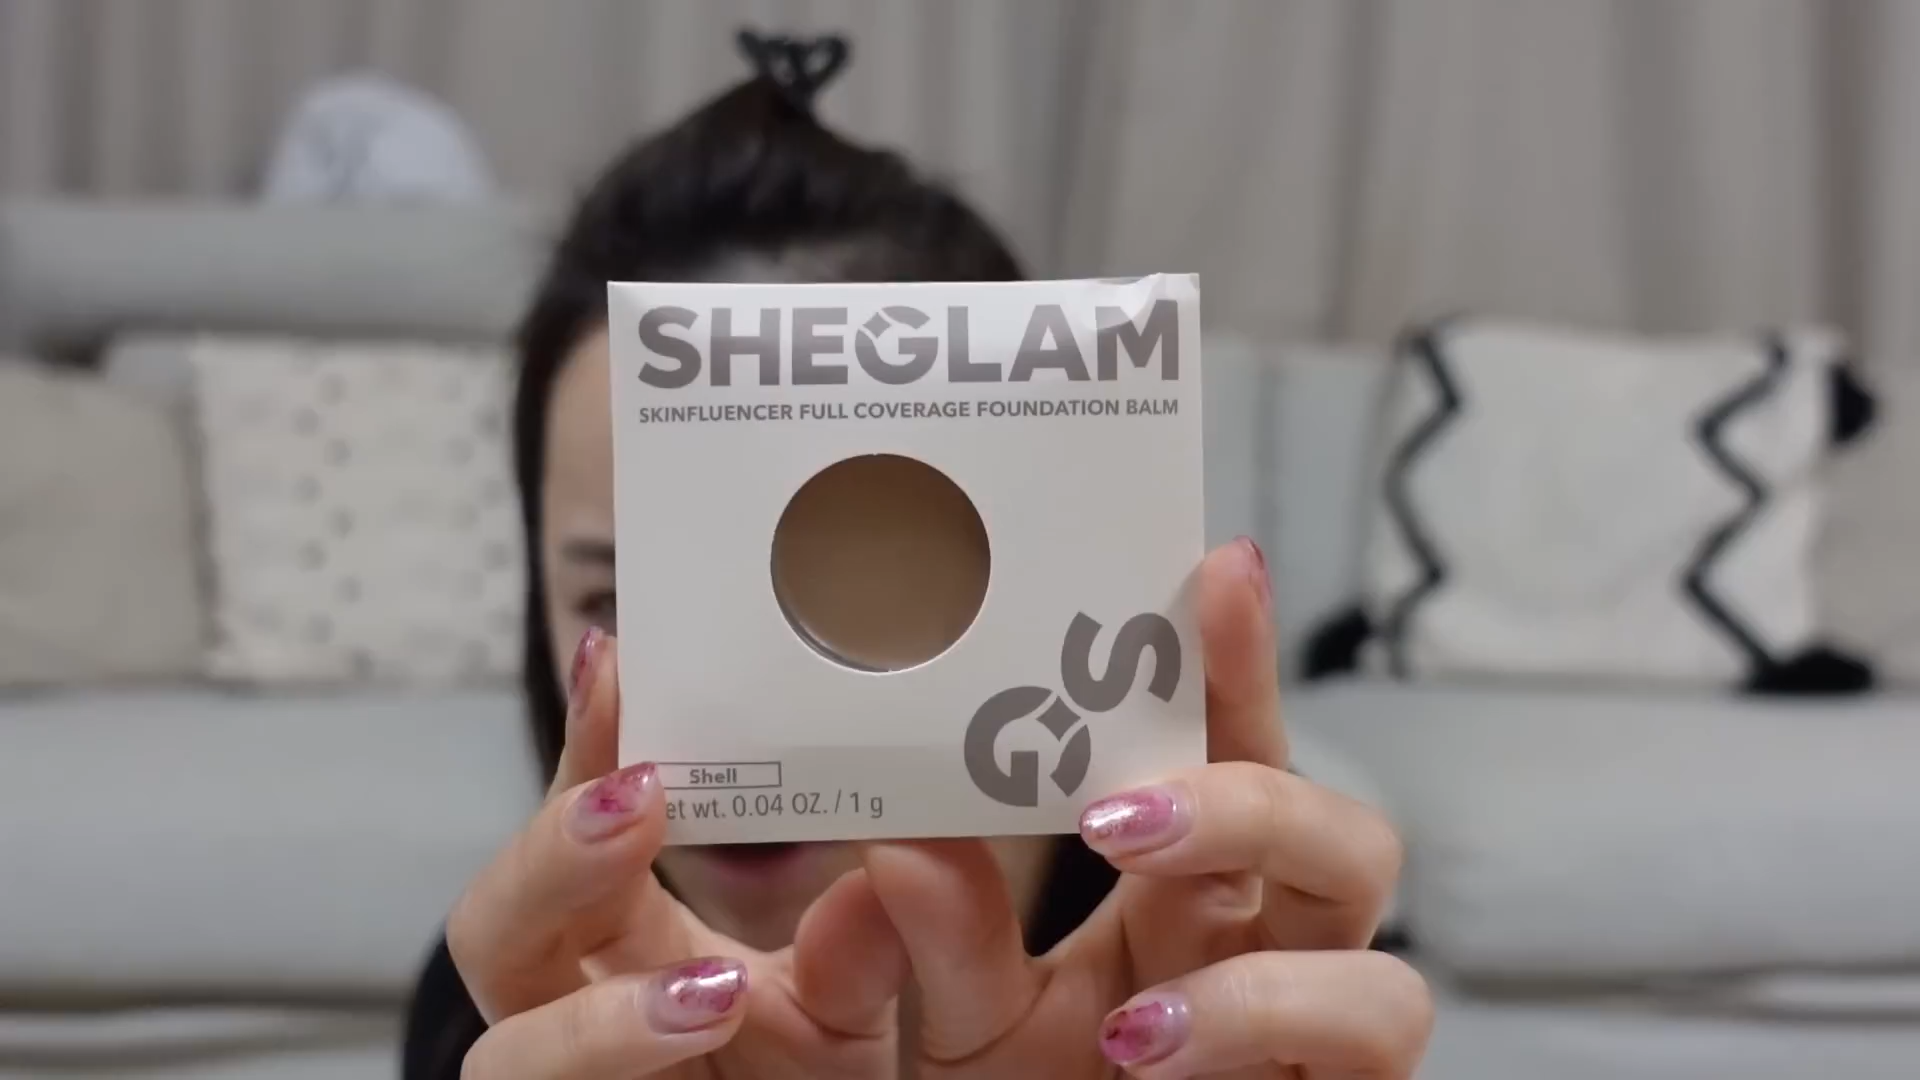 SHEGLAM
SKINFLUENCER FULL COVERAGE FOUNDATION BALM
GS
Shell
et wt. 0.04 OZ. / 1 g